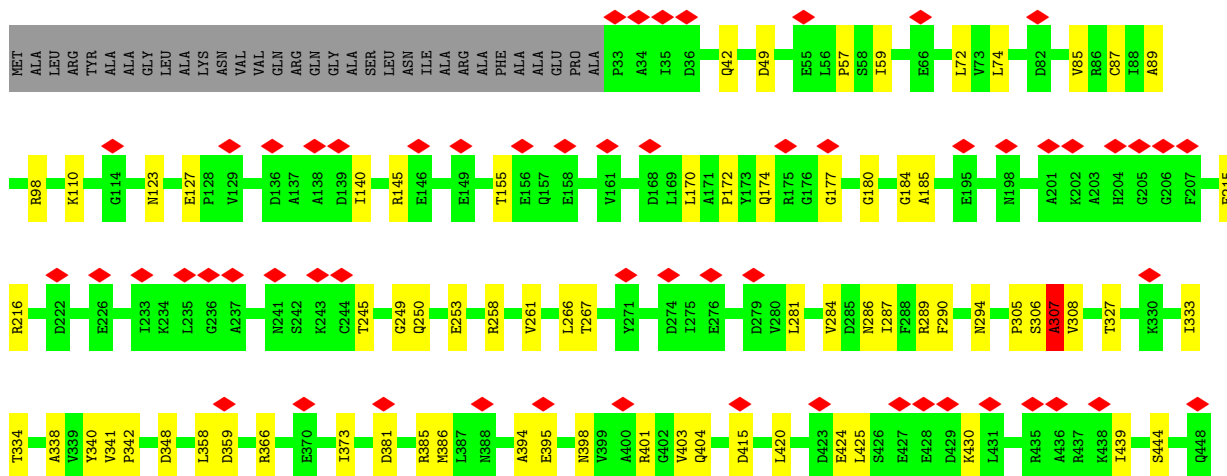 MET ALA LEU ARG TYR ALA ALA GLY LEU ALA LYS ASN VAL VAL GLN ARG GLN GLY ALA SER LEU ASN ILE ALA ARG ALA PHE ALA ALA GLU PRO ALA P33 A34 I35 D36 Q42 D49 E55 L56 P57 S58 I59 E66 L72 V73 L74 D82 V85 R86 C87 I88 A89
R98 K110 G114 N123 E127 P128 V129 D136 A137 A138 D139 I140 R145 E146 E149 T155 E156 Q157 E158 V161 D168 L169 L170 A171 P172 Y173 Q174 R175 G176 G177 G180 G184 A185 E195 N198 A201 K202 A203 H204 G205 G206 F207
R216 D222 E226 I233 K234 L235 G236 A237 N241 S242 K243 C244 T245 G249 Q250 E253 R258 V261 L266 T267 Y271 D274 I275 E276 D279 V280 L281 V284 D285 N286 I287 F288 R289 F290 N294 P305 S306 A307 V308 T327 K330 I333
T334 A338 V339 Y340 V341 P342 D348 L358 D359 R366 E370 I373 D381 R385 M386 L387 N388 A394 E395 N398 V399 A400 R401 G402 V403 Q404 D415 L420 D423 E424 L425 S426 E427 E428 D429 K430 L431 R435 A436 R437 K438 I439 S444 Q448